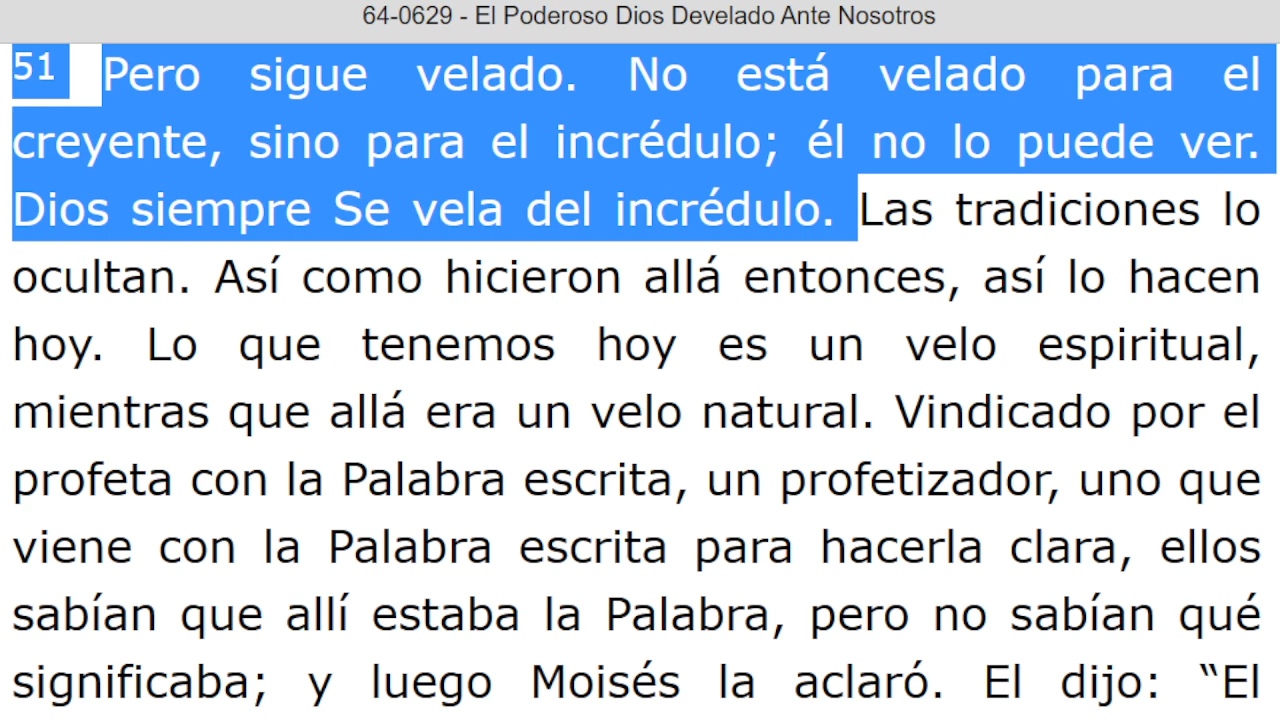 64-0629 - El Poderoso Dios Develado Ante Nosotros
51 Pero sigue velado. No está velado para el
creyente, sino para el incrédulo; él no lo puede ver.
Dios siempre Se vela del incrédulo. Las tradiciones lo
ocultan. Así como hicieron allá entonces, así lo hacen
hoy. Lo que tenemos hoy es un velo espiritual,
mientras que allá era un velo natural. Vindicado por el
profeta con la Palabra escrita, un profetizador, uno que
viene con la Palabra escrita para hacerla clara, ellos
sabían que allí estaba la Palabra, pero no sabían qué
significaba; y luego Moisés la aclaró. El dijo: “El